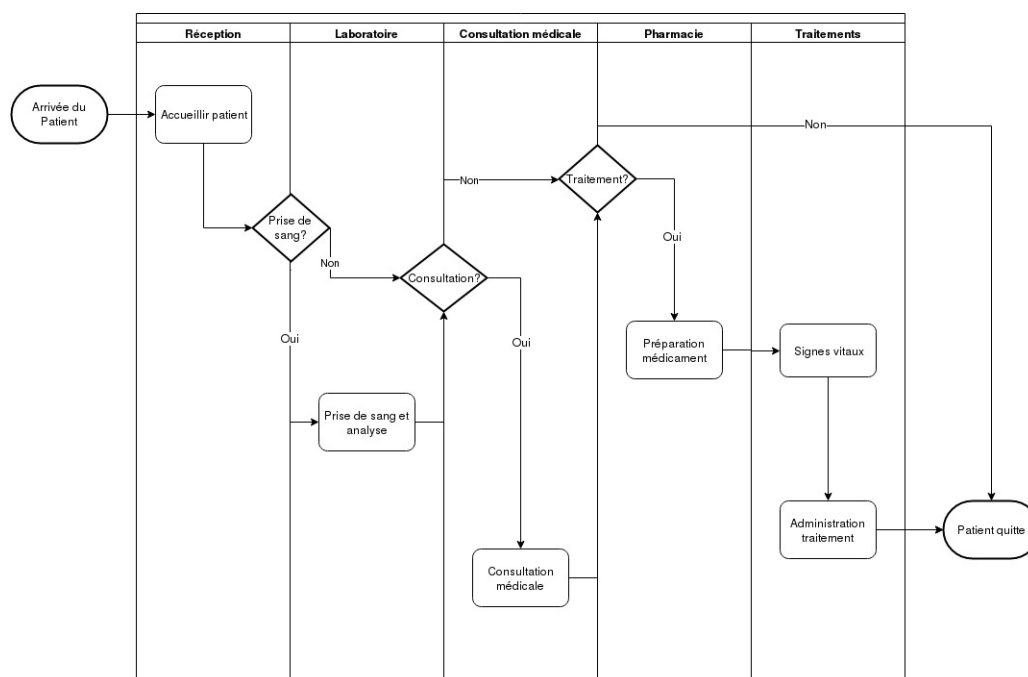 Réception
Laboratoire
Consultation médicale
Pharmacie
Traitements
Arrivée du
Patient
Accueillir patient
Non
Non
Traitement?
Prise de
sang?
Oui
Non
Consultation?
Oui
Oui
Préparation
médicament
Signes vitaux
Prise de sang et
analyse
Administration
traitement
Patient quitte
Consultation
médicale